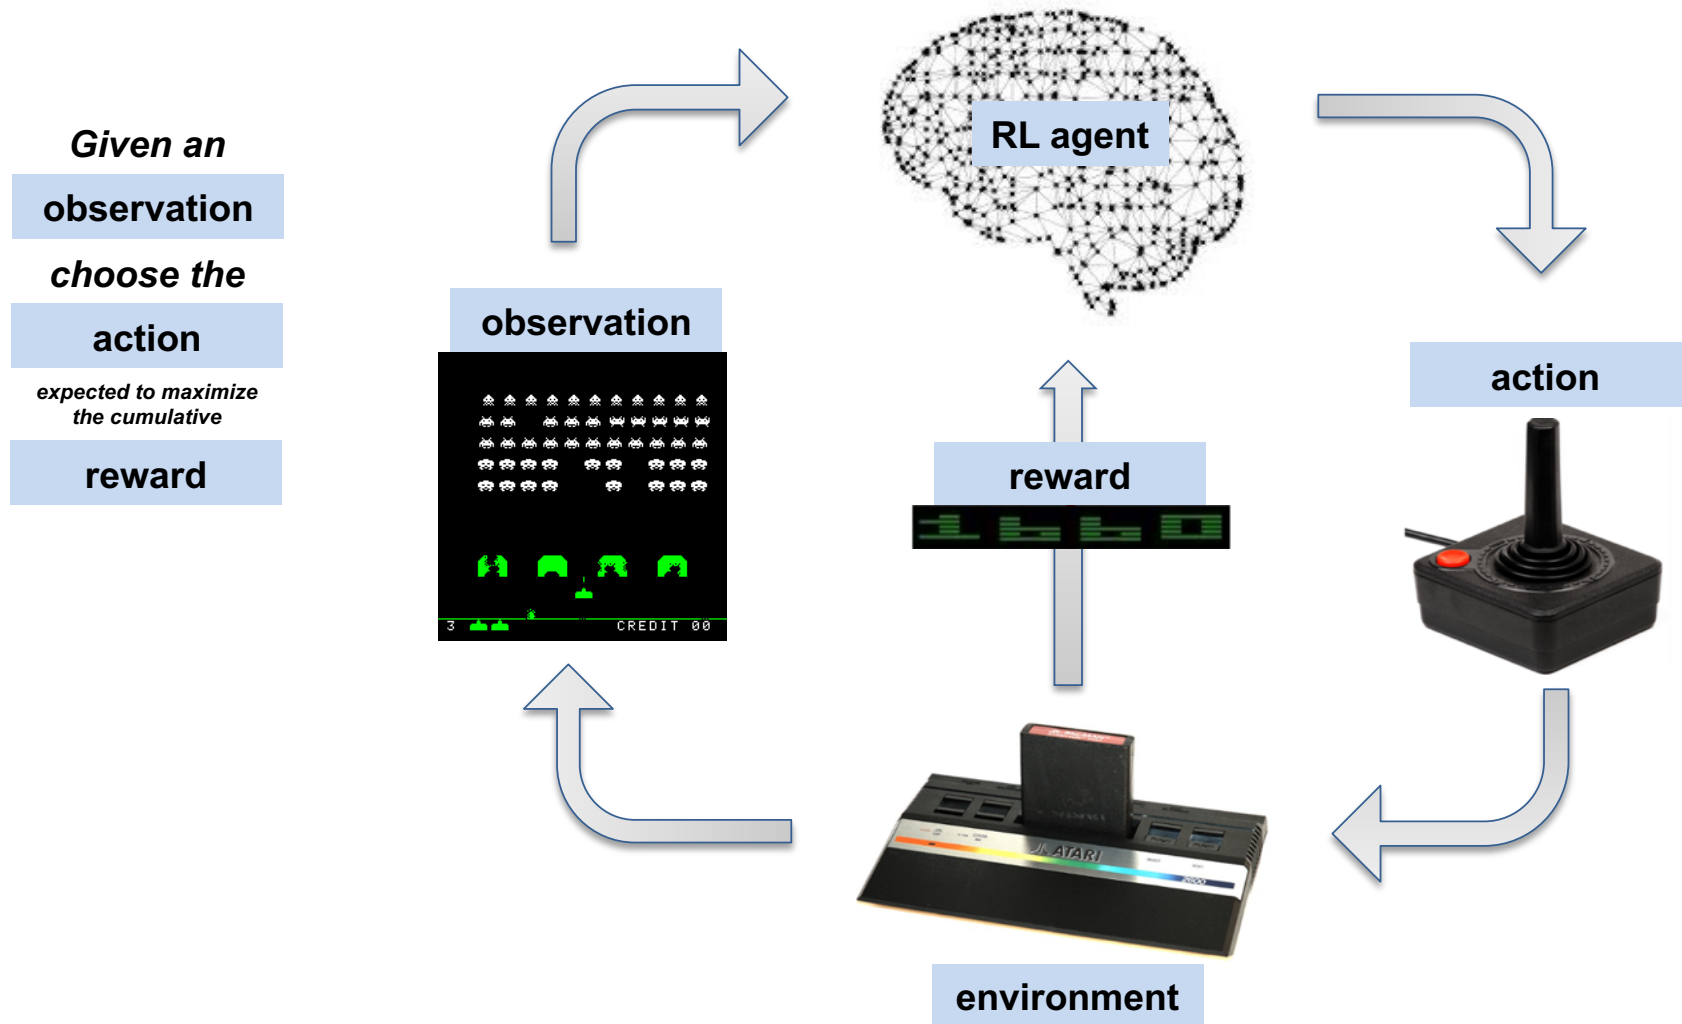 Given an
observation
choose the
action
expected to maximize
the cumulative
reward
observation
3
CREDIT 00
RL agent
reward
1660
action
ATARI
2600
environment